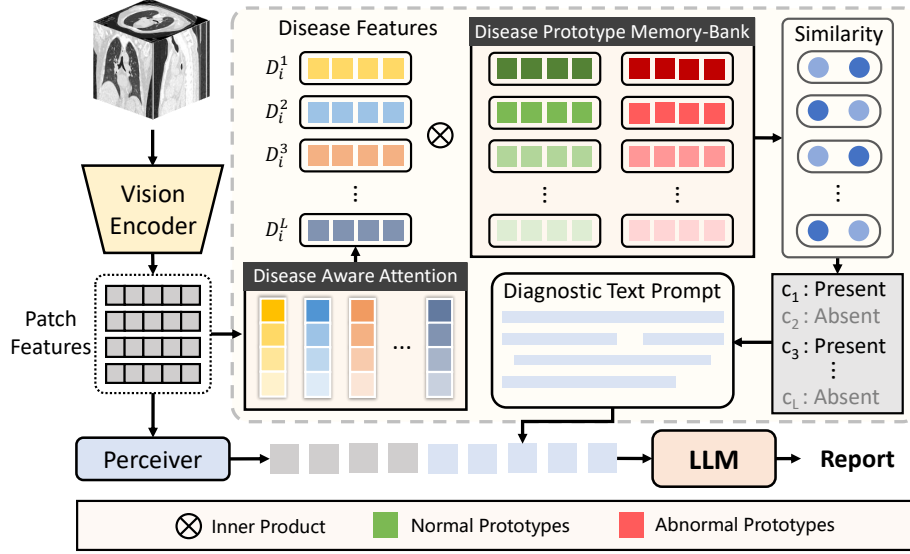 Disease Features
Disease Prototype Memory-Bank
Similarity
D_i^1
D_i^2
D_i^3
⋮
D_i^L
⋮
⋮
⋮
Vision
Encoder
Patch
Features
Disease Aware Attention
...
Diagnostic Text Prompt
c_1 : Present
c_2 : Absent
c_3 : Present
⋮
c_L : Absent
Perceiver
LLM
Report
Inner Product
Normal Prototypes
Abnormal Prototypes